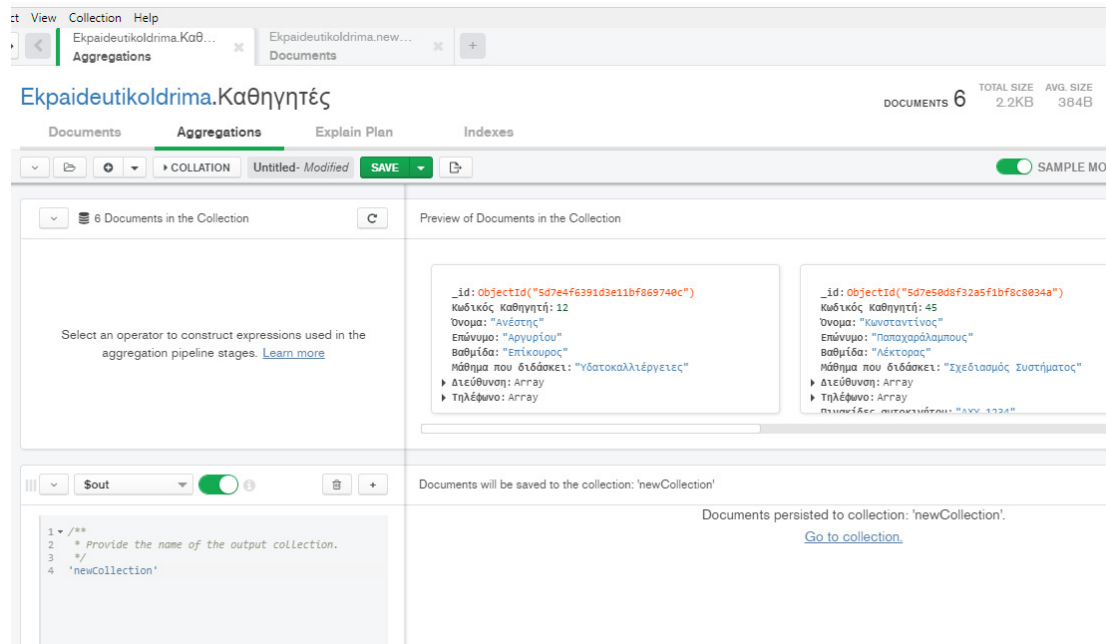 ct View Collection Help
Ekpaideutikoldrima.Καθ...
Aggregations
Ekpaideutikoldrima.new...
Documents
Ekpaideutikoldrima.Καθηγητές
DOCUMENTS 6 TOTAL SIZE 2.2KB AVG. SIZE 384B
Documents Aggregations Explain Plan Indexes
COLLATION Untitled- Modified SAVE SAMPLE MO
6 Documents in the Collection
Preview of Documents in the Collection
Select an operator to construct expressions used in the
aggregation pipeline stages. Learn more
_id: ObjectId("5d7e4f6391d3e11bf869740c")
Κωδικός Καθηγητή: 12
Όνομα: "Ανέστης"
Επώνυμο: "Αργυρίου"
Βαθμίδα: "Επίκουρος"
Μάθημα που διδάσκει: "Υδατοκαλλιέργειες"
Διεύθυνση: Array
Τηλέφωνο: Array
_id: ObjectId("5d7e50d8f32a5f1bf8c8034a")
Κωδικός Καθηγητή: 45
Όνομα: "Κωνσταντίνος"
Επώνυμο: "Παπαχαράλαμπους"
Βαθμίδα: "Λέκτορας"
Μάθημα που διδάσκει: "Σχεδιασμός Συστήματος"
Διεύθυνση: Array
Τηλέφωνο: Array
Πινακίδες αυτοκινήτου: "ΑΧΥ 1234"
$out
Documents will be saved to the collection: 'newCollection'
1 /**
2 * Provide the name of the output collection.
3 */
4 'newCollection'
Documents persisted to collection: 'newCollection'.
Go to collection.